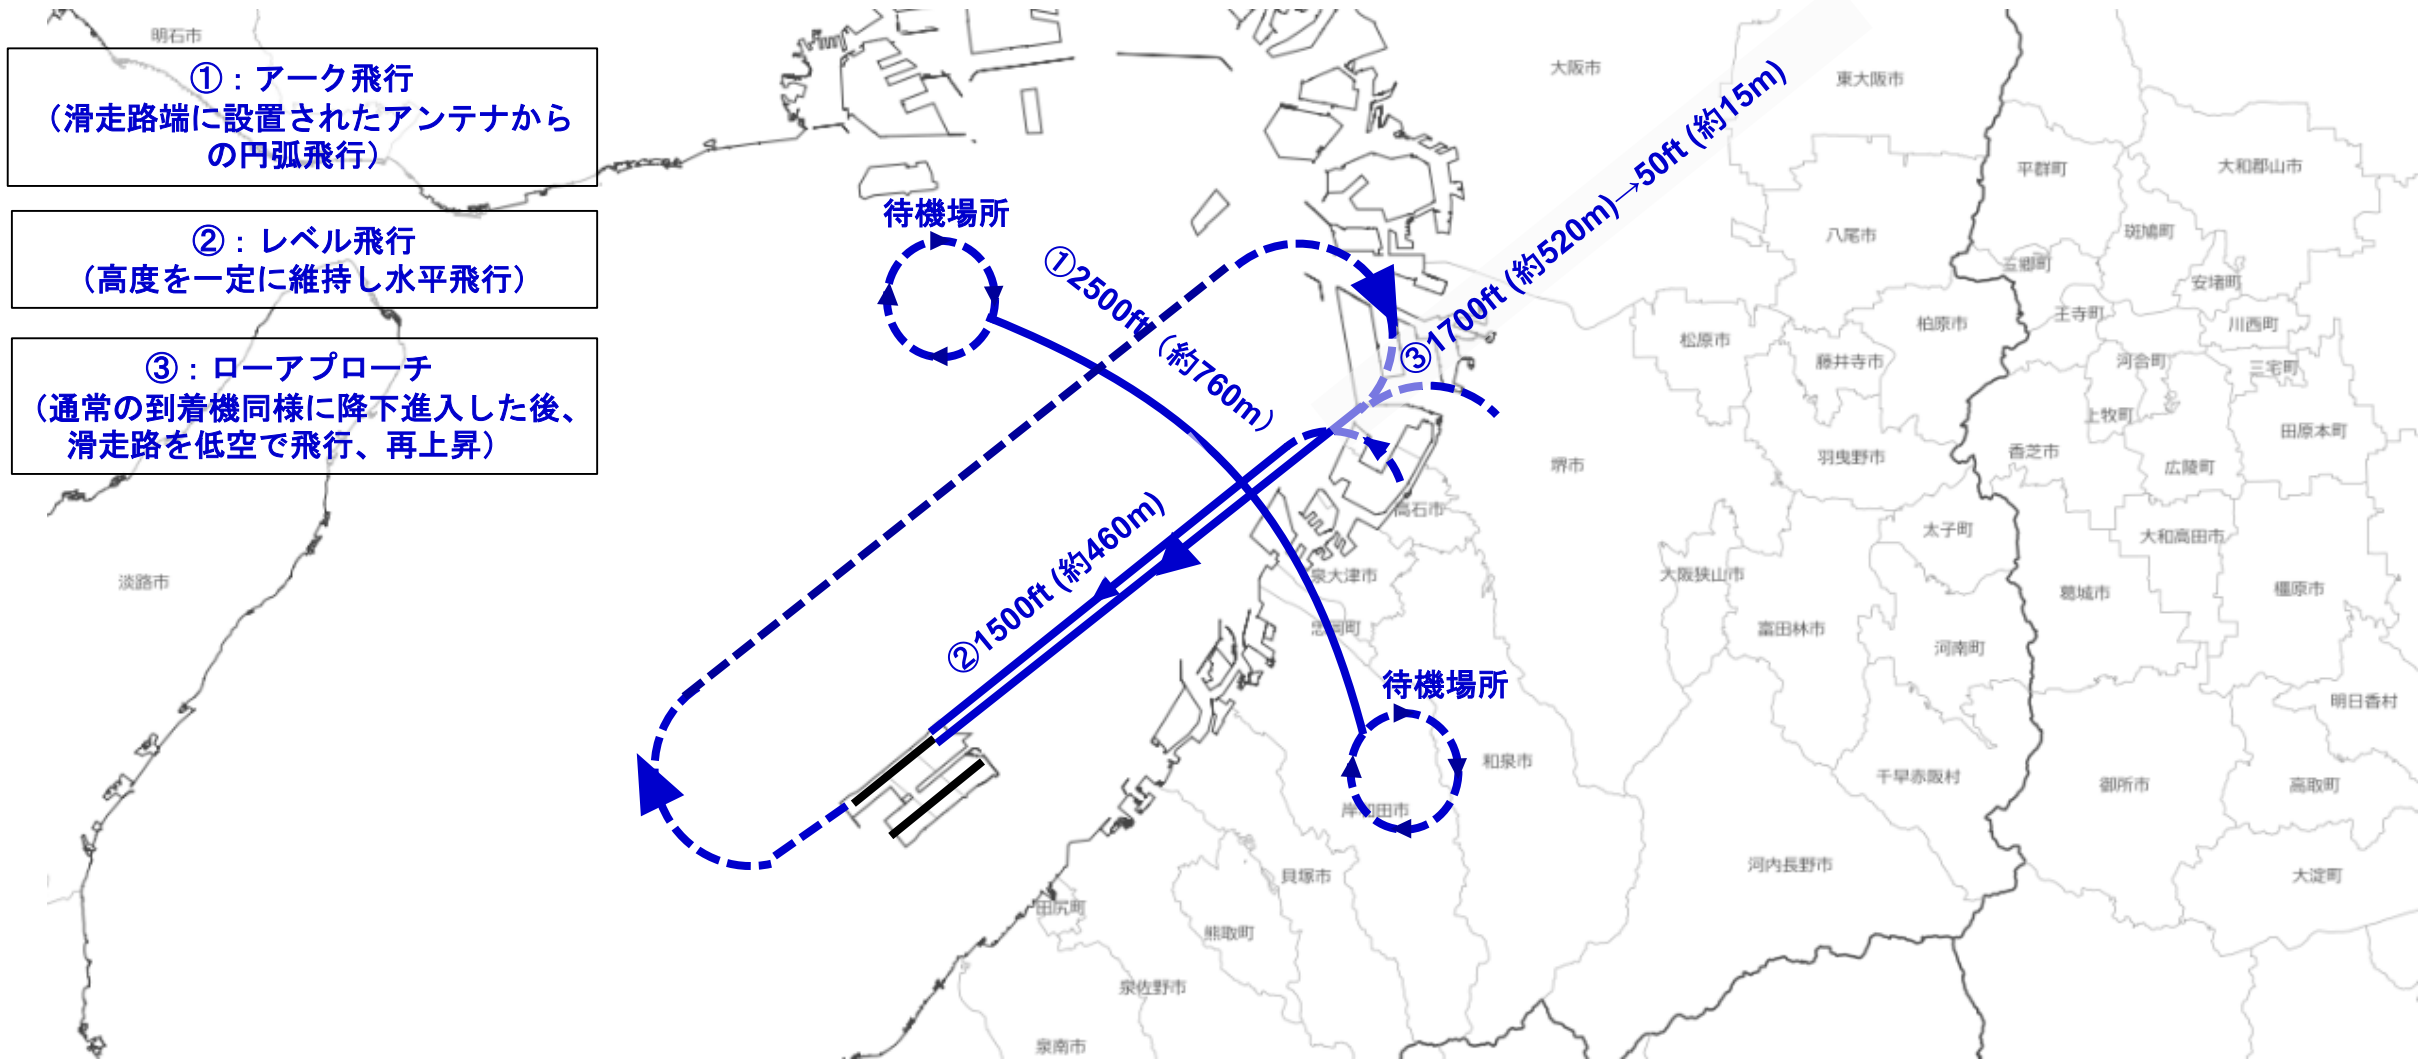 明石市
①：アーク飛行
（滑走路端に設置されたアンテナから
の円弧飛行）
②：レベル飛行
（高度を一定に維持し水平飛行）
③：ローアプローチ
（通常の到着機同様に降下進入した後、
滑走路を低空で飛行、再上昇）
待機場所
①2500ft（約760m）
②1500ft (約460m)
③1700ft (約520m)→50ft (約15m)
待機場所
大阪市
東大阪市
平群町
大和郡山市
八尾市
斑鳩町
三郷町
安堵町
王寺町
川西町
松原市
柏原市
藤井寺市
河合町
三宅町
上牧町
田原本町
堺市
羽曳野市
香芝市
広陵町
高石市
太子町
大和高田市
泉大津市
大阪狭山市
葛城市
橿原市
淡路市
忠岡町
富田林市
河南町
明日香村
和泉市
千早赤阪村
御所市
高取町
岸和田市
河内長野市
貝塚市
大淀町
田尻町
熊取町
泉佐野市
泉南市